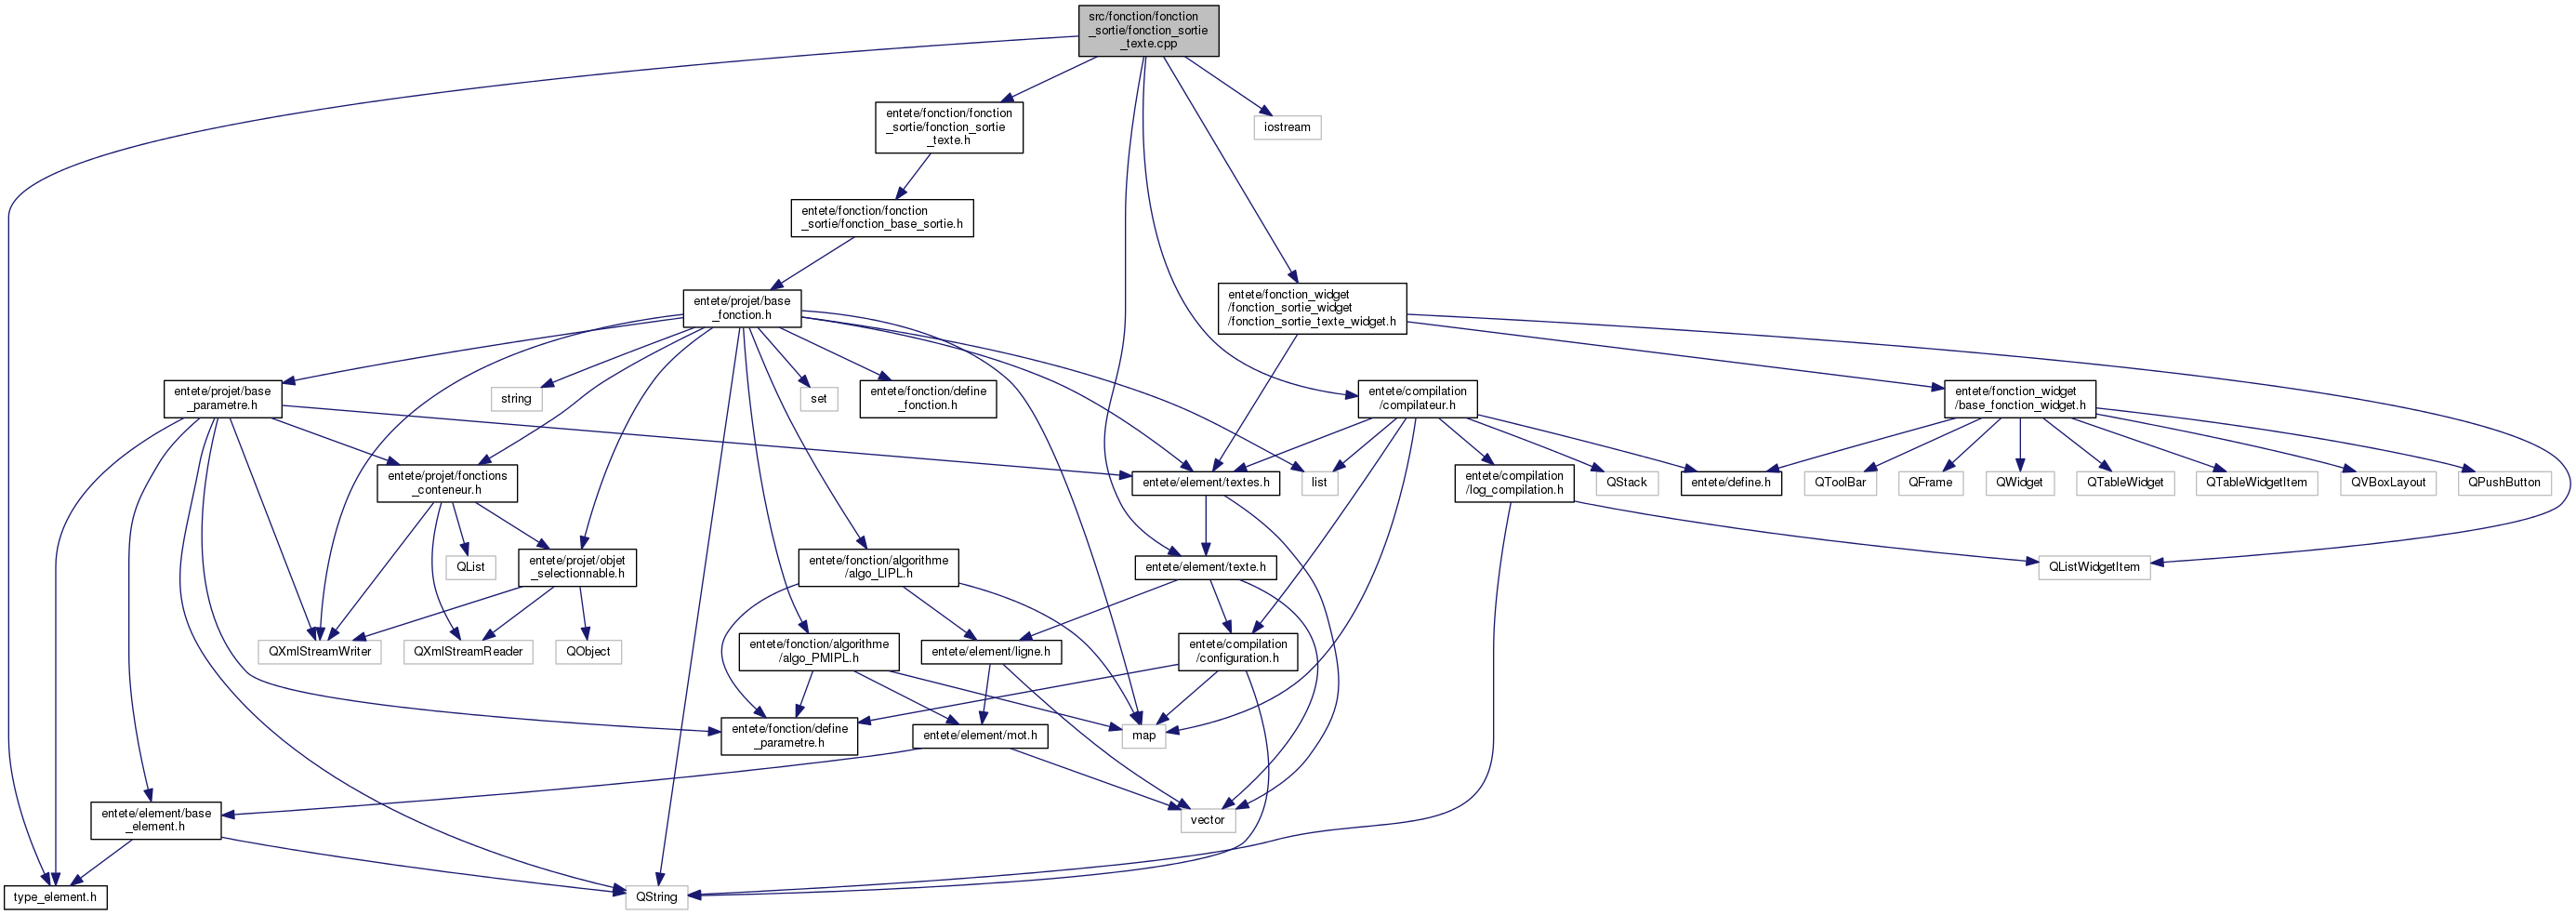 src/fonction/fonction
_sortie/fonction_sortie
_texte.cpp
entete/fonction/fonction
_sortie/fonction_sortie
_texte.h
iostream
entete/fonction/fonction
_sortie/fonction_base_sortie.h
entete/projet/base
_fonction.h
entete/fonction_widget
/fonction_sortie_widget
/fonction_sortie_texte_widget.h
entete/projet/base
_parametre.h
string
set
entete/fonction/define
_fonction.h
entete/compilation
/compilateur.h
entete/fonction_widget
/base_fonction_widget.h
entete/projet/fonctions
_conteneur.h
entete/element/textes.h
list
entete/compilation
/log_compilation.h
QStack
entete/define.h
QToolBar
QFrame
QWidget
QTableWidget
QTableWidgetItem
QVBoxLayout
QPushButton
QList
entete/projet/objet
_selectionnable.h
entete/fonction/algorithme
/algo_LIPL.h
entete/element/texte.h
QListWidgetItem
QXmlStreamWriter
QXmlStreamReader
QObject
entete/fonction/algorithme
/algo_PMIPL.h
entete/element/ligne.h
entete/compilation
/configuration.h
entete/fonction/define
_parametre.h
entete/element/mot.h
map
entete/element/base
_element.h
vector
type_element.h
QString